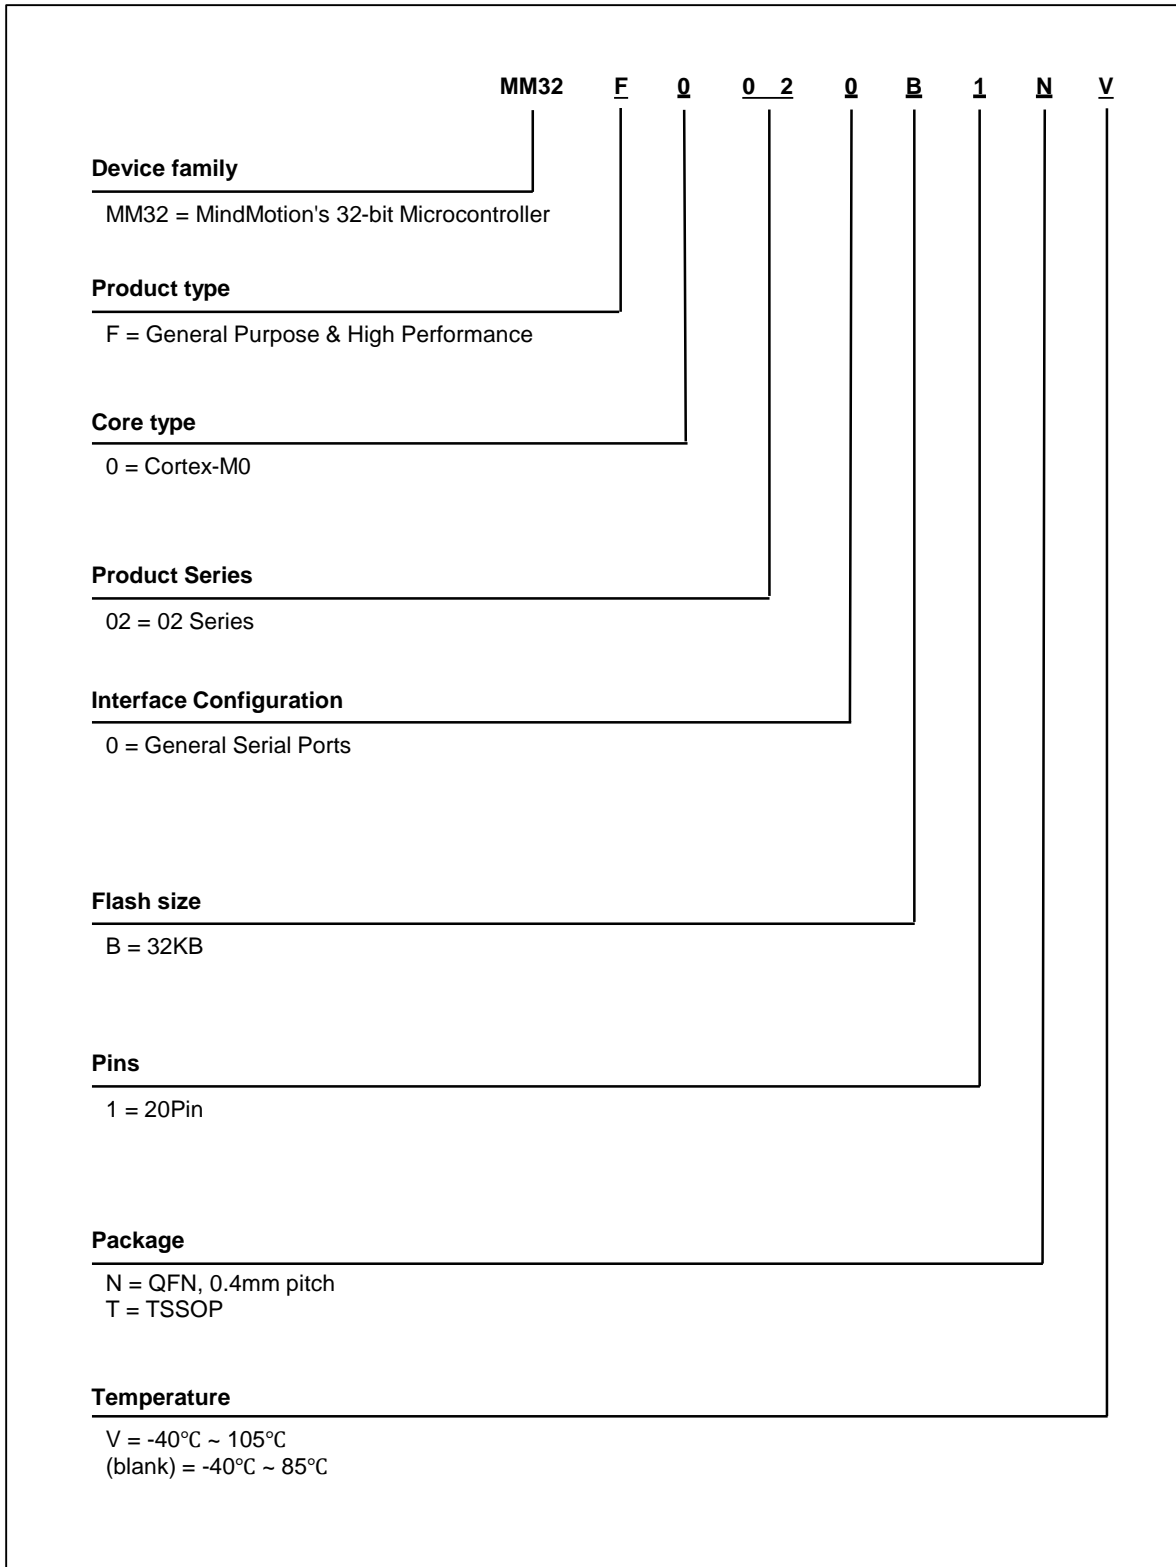 MM32 F 0 0 2 0 B 1 N V
Device family
MM32 = MindMotion's 32-bit Microcontroller
Product type
F = General Purpose & High Performance
Core type
0 = Cortex-M0
Product Series
02 = 02 Series
Interface Configuration
0 = General Serial Ports
Flash size
B = 32KB
Pins
1 = 20Pin
Package
N = QFN, 0.4mm pitch
T = TSSOP
Temperature
V = -40℃ ~ 105℃
(blank) = -40℃ ~ 85℃